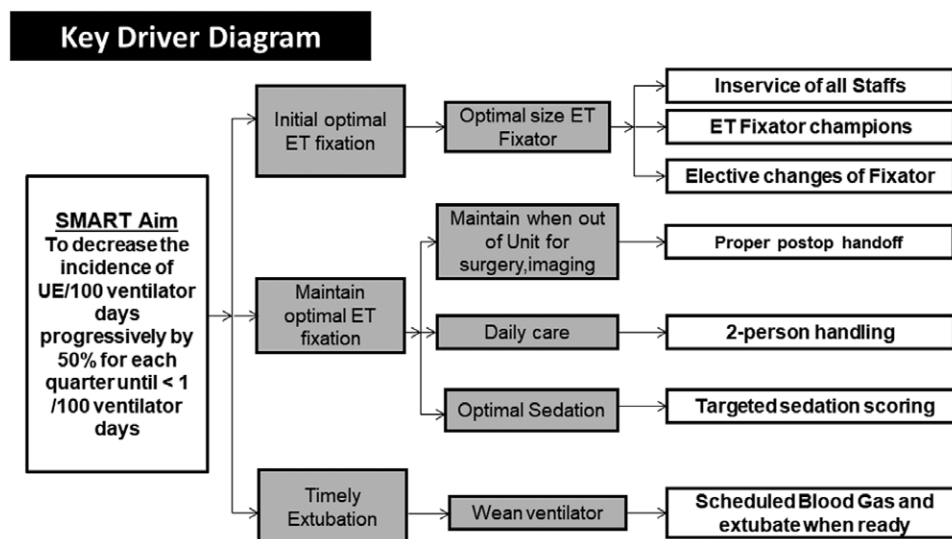 Key Driver Diagram
SMART Aim
To decrease the
incidence of
UE/100 ventilator
days
progressively by
50% for each
quarter until < 1
/100 ventilator
days
Initial optimal
ET fixation
Optimal size ET
Fixator
Inservice of all Staffs
ET Fixator champions
Elective changes of Fixator
Maintain
optimal ET
fixation
Maintain when out
of Unit for
surgery,imaging
Proper postop handoff
Daily care
2-person handling
Optimal Sedation
Targeted sedation scoring
Timely
Extubation
Wean ventilator
Scheduled Blood Gas and
extubate when ready